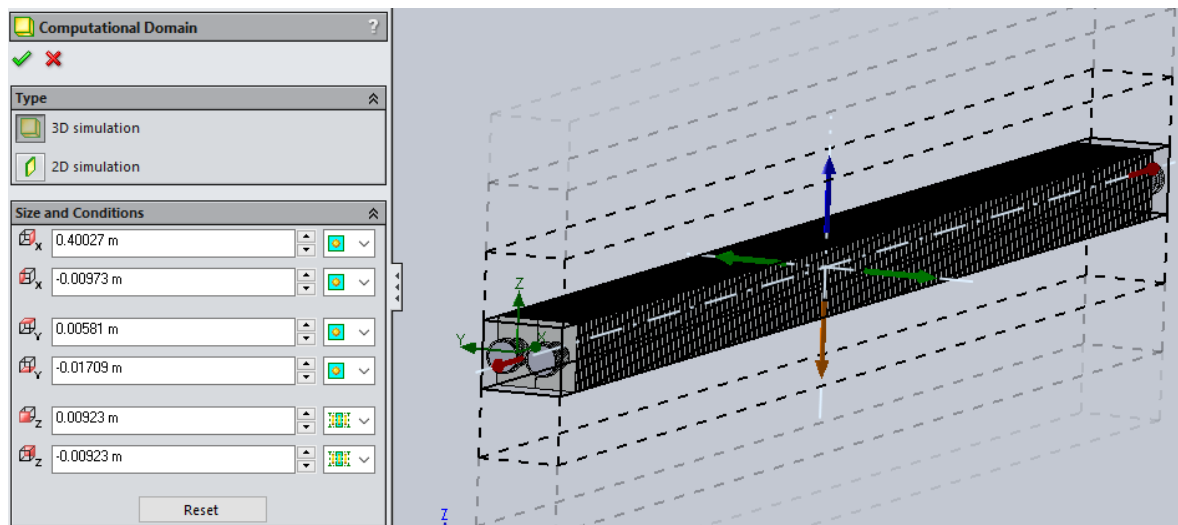 Computational Domain ?
Type
3D simulation
2D simulation
Size and Conditions
X 0.40027 m
X -0.00973 m
Y 0.00581 m
Y -0.01709 m
Z 0.00923 m
Z -0.00923 m
Reset
Z
Y
X
Z